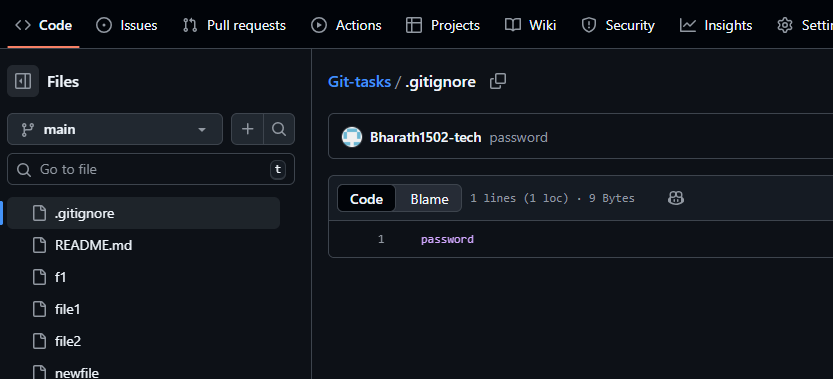 Code Issues Pull requests Actions Projects Wiki Security Insights Setti
Files
main
Go to file t
.gitignore
README.md
f1
file1
file2
newfile
Git-tasks / .gitignore
Bharath1502-tech password
Code Blame 1 lines (1 loc) · 9 Bytes
1 password